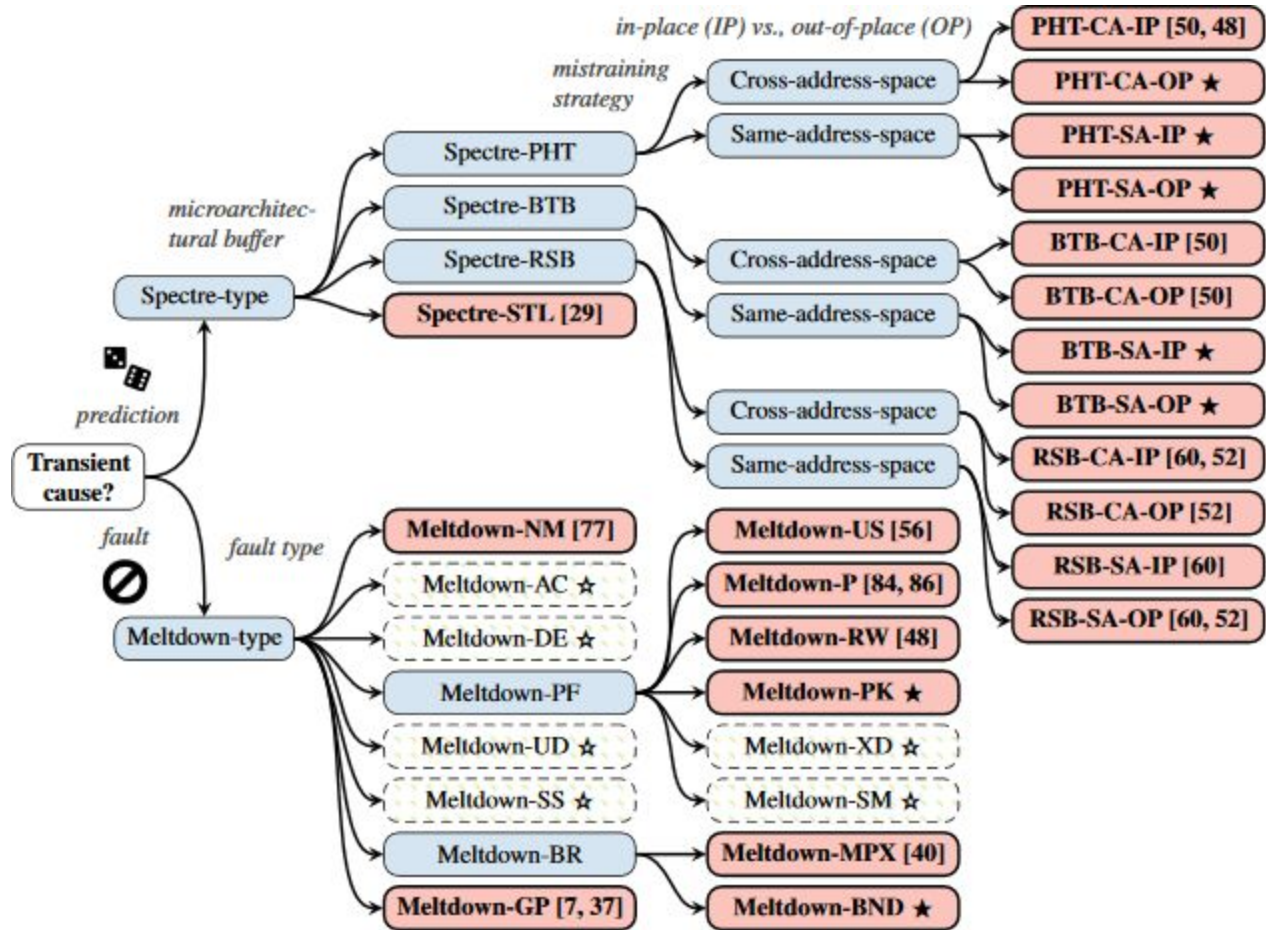 in-place (IP) vs., out-of-place (OP)
mistraining
strategy
microarchitec-
tural buffer
prediction
Transient
cause?
fault
fault type
Spectre-type
Meltdown-type
Spectre-PHT
Spectre-BTB
Spectre-RSB
Spectre-STL [29]
Cross-address-space
Same-address-space
Cross-address-space
Same-address-space
Cross-address-space
Same-address-space
PHT-CA-IP [50, 48]
PHT-CA-OP ★
PHT-SA-IP ★
PHT-SA-OP ★
BTB-CA-IP [50]
BTB-CA-OP [50]
BTB-SA-IP ★
BTB-SA-OP ★
RSB-CA-IP [60, 52]
RSB-CA-OP [52]
RSB-SA-IP [60]
RSB-SA-OP [60, 52]
Meltdown-NM [77]
Meltdown-AC ☆
Meltdown-DE ☆
Meltdown-PF
Meltdown-UD ☆
Meltdown-SS ☆
Meltdown-BR
Meltdown-GP [7, 37]
Meltdown-US [56]
Meltdown-P [84, 86]
Meltdown-RW [48]
Meltdown-PK ★
Meltdown-XD ☆
Meltdown-SM ☆
Meltdown-MPX [40]
Meltdown-BND ★